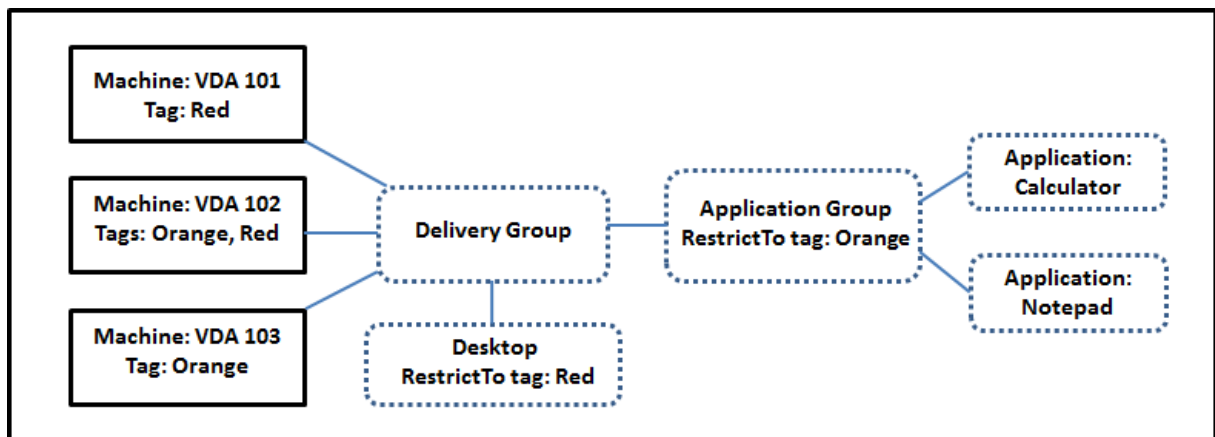 Machine: VDA 101
Tag: Red
Machine: VDA 102
Tags: Orange, Red
Machine: VDA 103
Tag: Orange
Delivery Group
Desktop
RestrictTo tag: Red
Application Group
RestrictTo tag: Orange
Application:
Calculator
Application:
Notepad